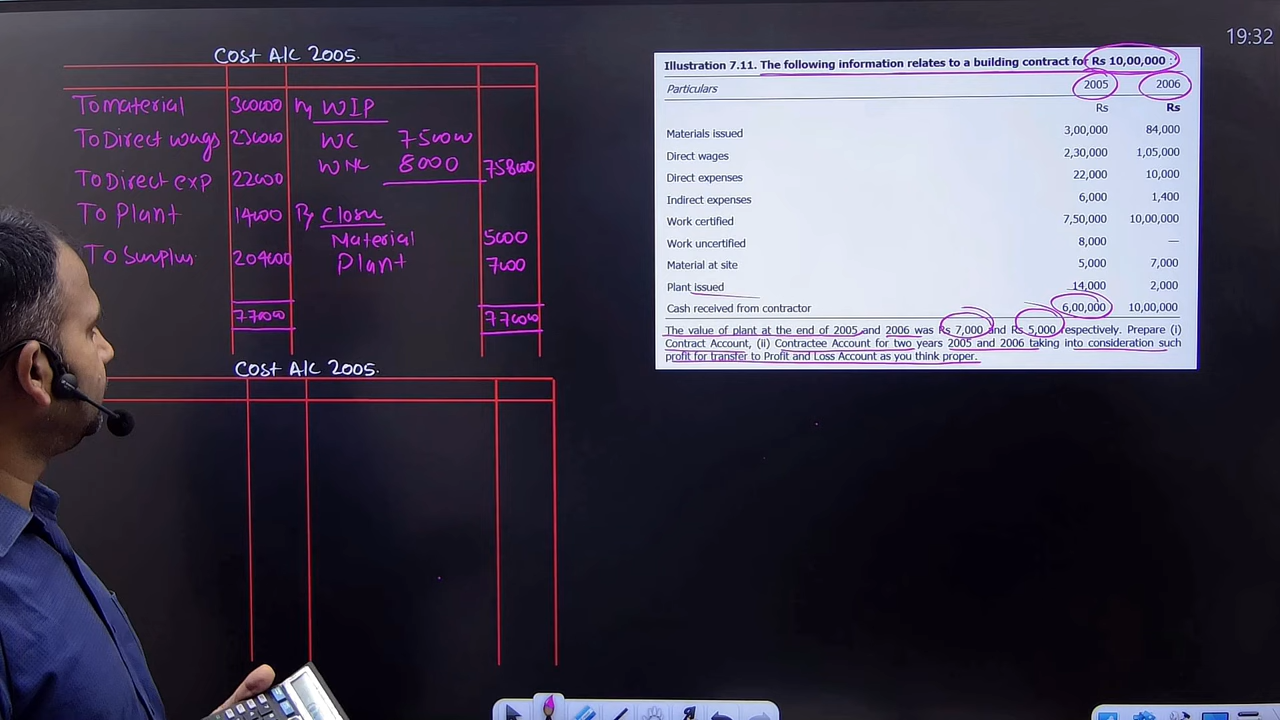 19:32
Cost A/c 2005.
To material 300000 By WIP
To Direct wags 230000 WC 750000
WNC 8000 758000
To Direct exp 22000
To Plant 14000 By Closu
Material 5000
To Surplus 204000 Plant 7000
770000 770000
Cost A/c 2005.
Illustration 7.11. The following information relates to a building contract for Rs 10,00,000 :
Particulars 2005 2006
Rs Rs
Materials issued 3,00,000 84,000
Direct wages 2,30,000 1,05,000
Direct expenses 22,000 10,000
Indirect expenses 6,000 1,400
Work certified 7,50,000 10,00,000
Work uncertified 8,000 —
Material at site 5,000 7,000
Plant issued 14,000 2,000
Cash received from contractor 6,00,000 10,00,000
The value of plant at the end of 2005 and 2006 was Rs 7,000 and Rs 5,000 respectively. Prepare (i)
Contract Account, (ii) Contractee Account for two years 2005 and 2006 taking into consideration such
profit for transfer to Profit and Loss Account as you think proper.